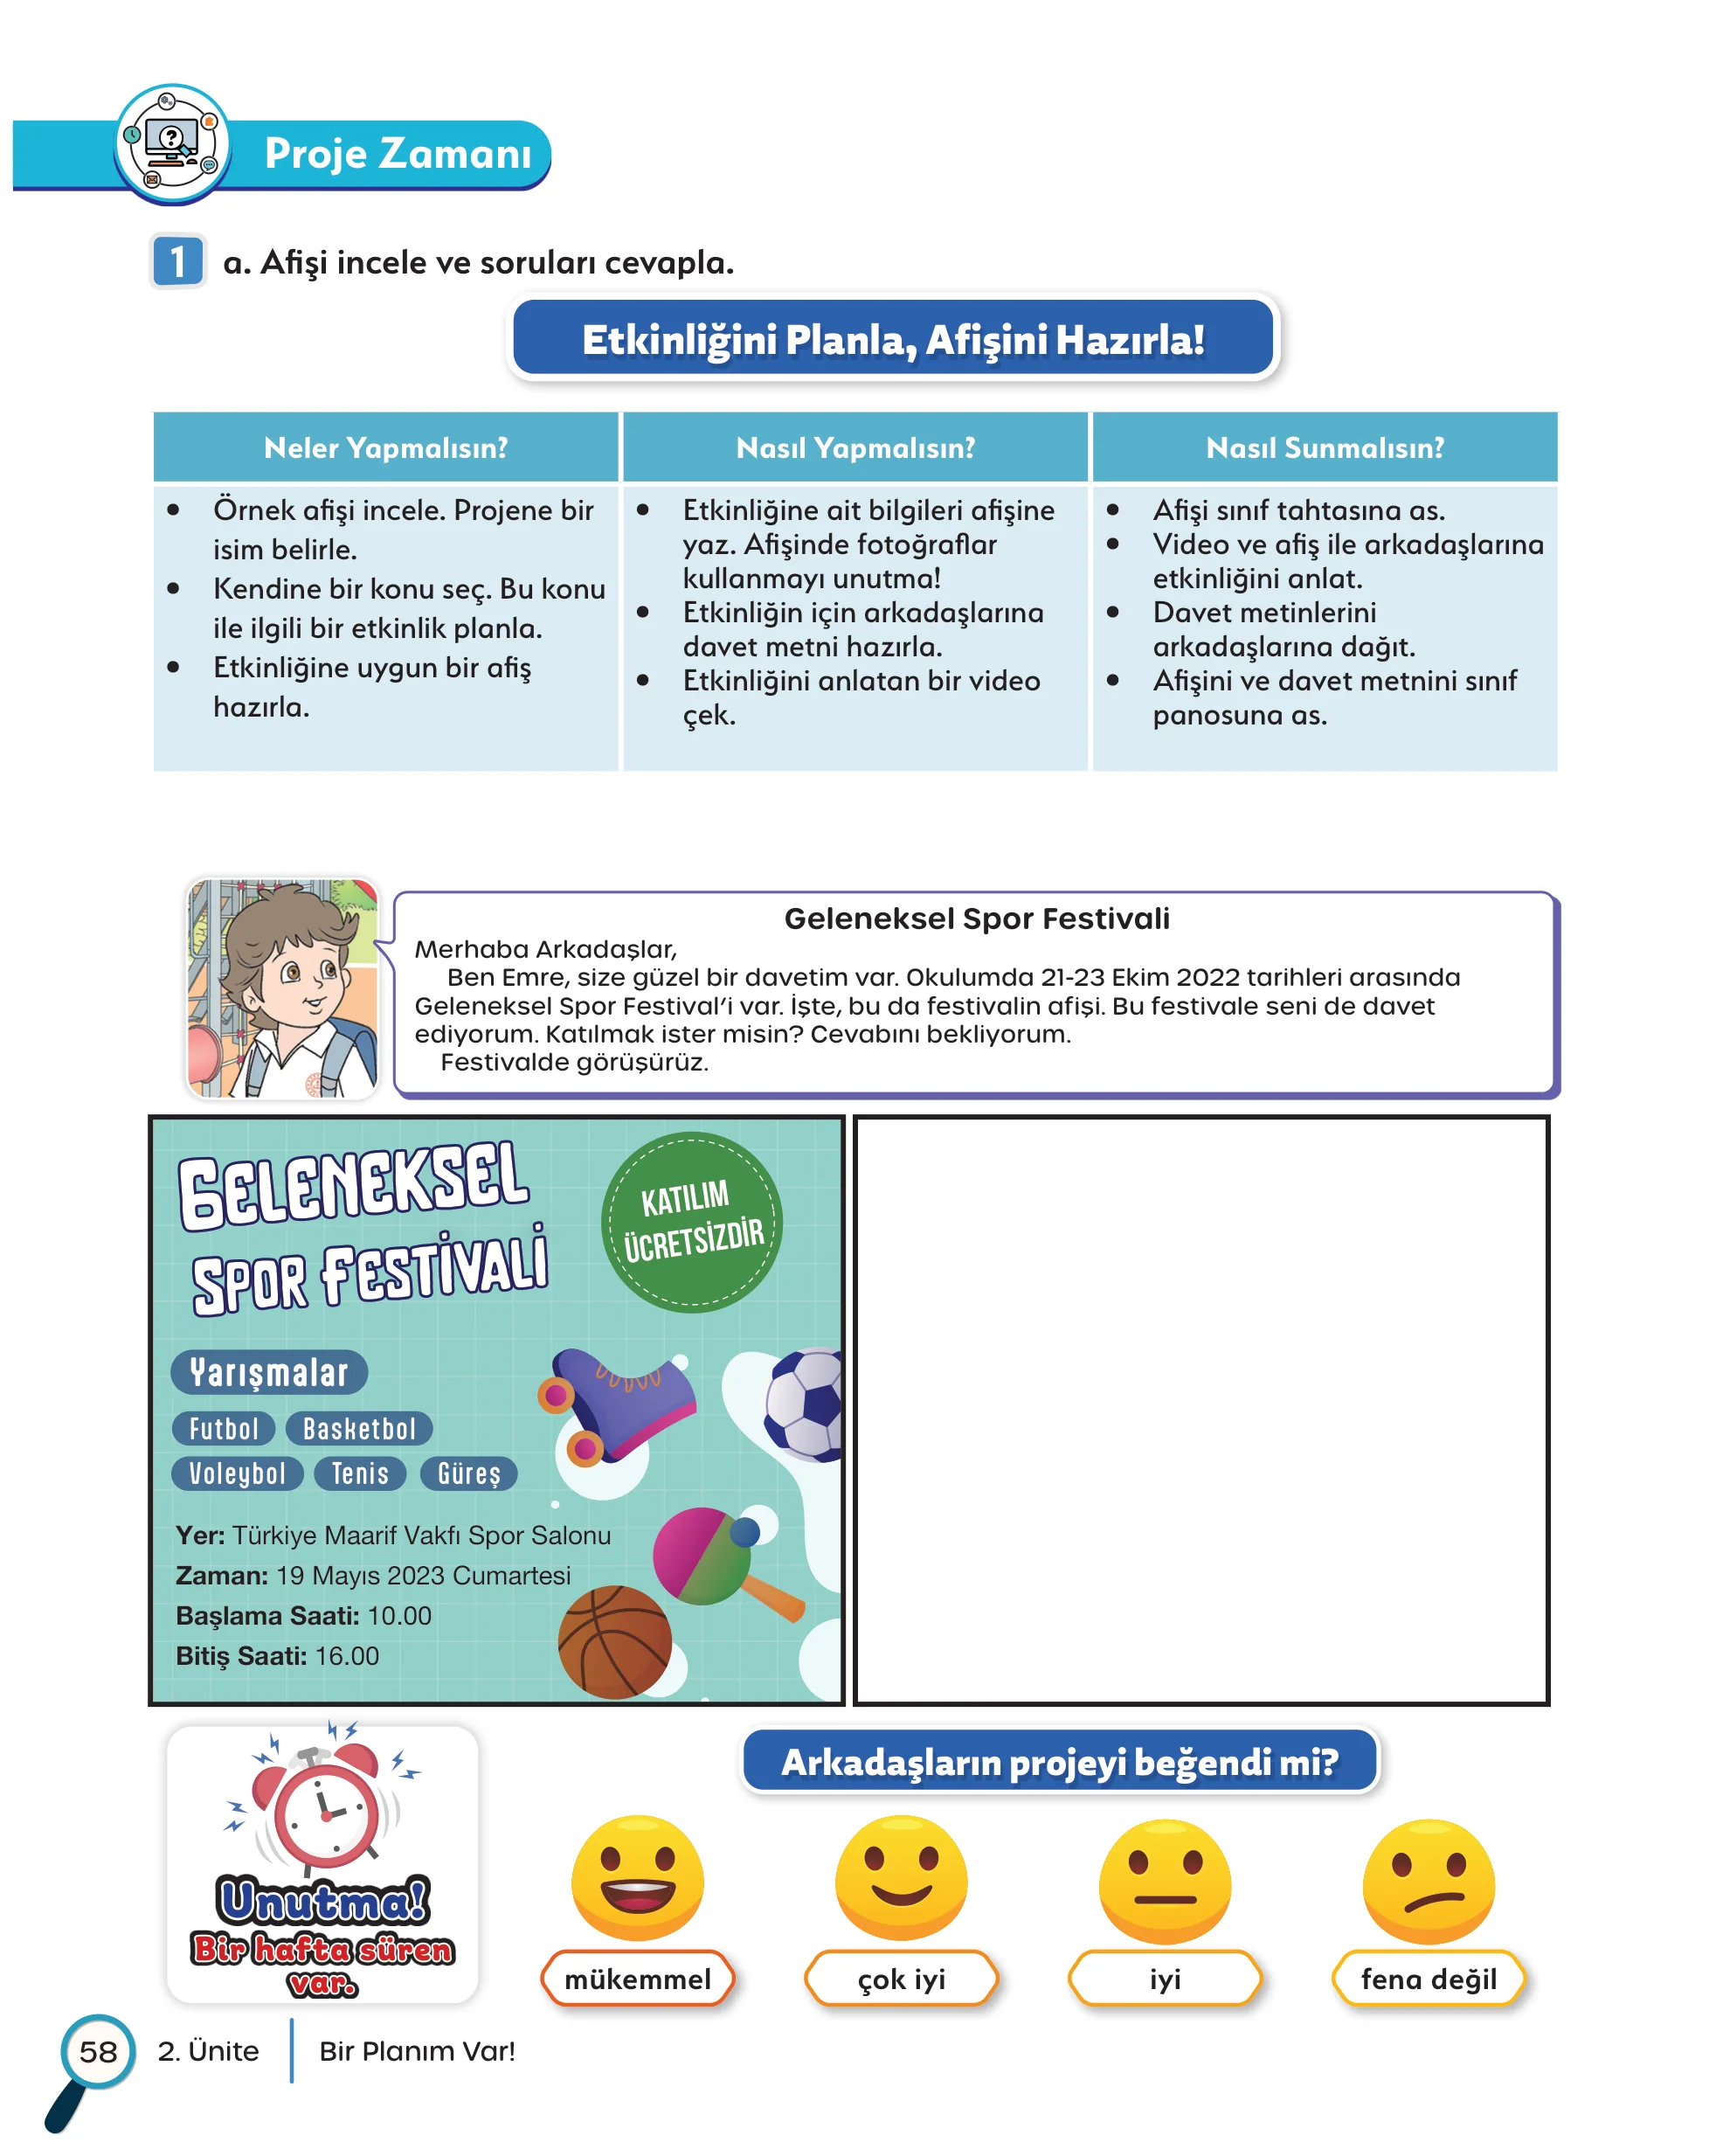 Proje Zamanı
1 a. Afişi incele ve soruları cevapla.
Etkinliğini Planla, Afişini Hazırla!
Neler Yapmalısın?
• Örnek afişi incele. Projene bir
isim belirle.
• Kendine bir konu seç. Bu konu
ile ilgili bir etkinlik planla.
• Etkinliğine uygun bir afiş
hazırla.
Nasıl Yapmalısın?
• Etkinliğine ait bilgileri afişine
yaz. Afişinde fotoğraflar
kullanmayı unutma!
• Etkinliğin için arkadaşlarına
davet metni hazırla.
• Etkinliğini anlatan bir video
çek.
Nasıl Sunmalısın?
• Afişi sınıf tahtasına as.
• Video ve afiş ile arkadaşlarına
etkinliğini anlat.
• Davet metinlerini
arkadaşlarına dağıt.
• Afişini ve davet metnini sınıf
panosuna as.
Geleneksel Spor Festivali
Merhaba Arkadaşlar,
Ben Emre, size güzel bir davetim var. Okulumda 21-23 Ekim 2022 tarihleri arasında
Geleneksel Spor Festival’i var. İşte, bu da festivalin afişi. Bu festivale seni de davet
ediyorum. Katılmak ister misin? Cevabını bekliyorum.
Festivalde görüşürüz.
GELENEKSEL
SPOR FESTİVALİ
KATILIM
ÜCRETSİZDİR
Yarışmalar
Futbol Basketbol
Voleybol Tenis Güreş
Yer: Türkiye Maarif Vakfı Spor Salonu
Zaman: 19 Mayıs 2023 Cumartesi
Başlama Saati: 10.00
Bitiş Saati: 16.00
Unutma!
Bir hafta süren
var.
Arkadaşların projeyi beğendi mi?
mükemmel
çok iyi
iyi
fena değil
58 2. Ünite Bir Planım Var!